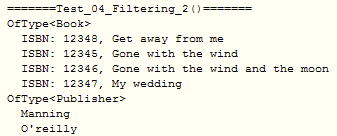 =======Test_04_Filtering_2()=======
OfType<Book>
ISBN: 12348, Get away from me
ISBN: 12345, Gone with the wind
ISBN: 12346, Gone with the wind and the moon
ISBN: 12347, My wedding
OfType<Publisher>
Manning
O'reilly